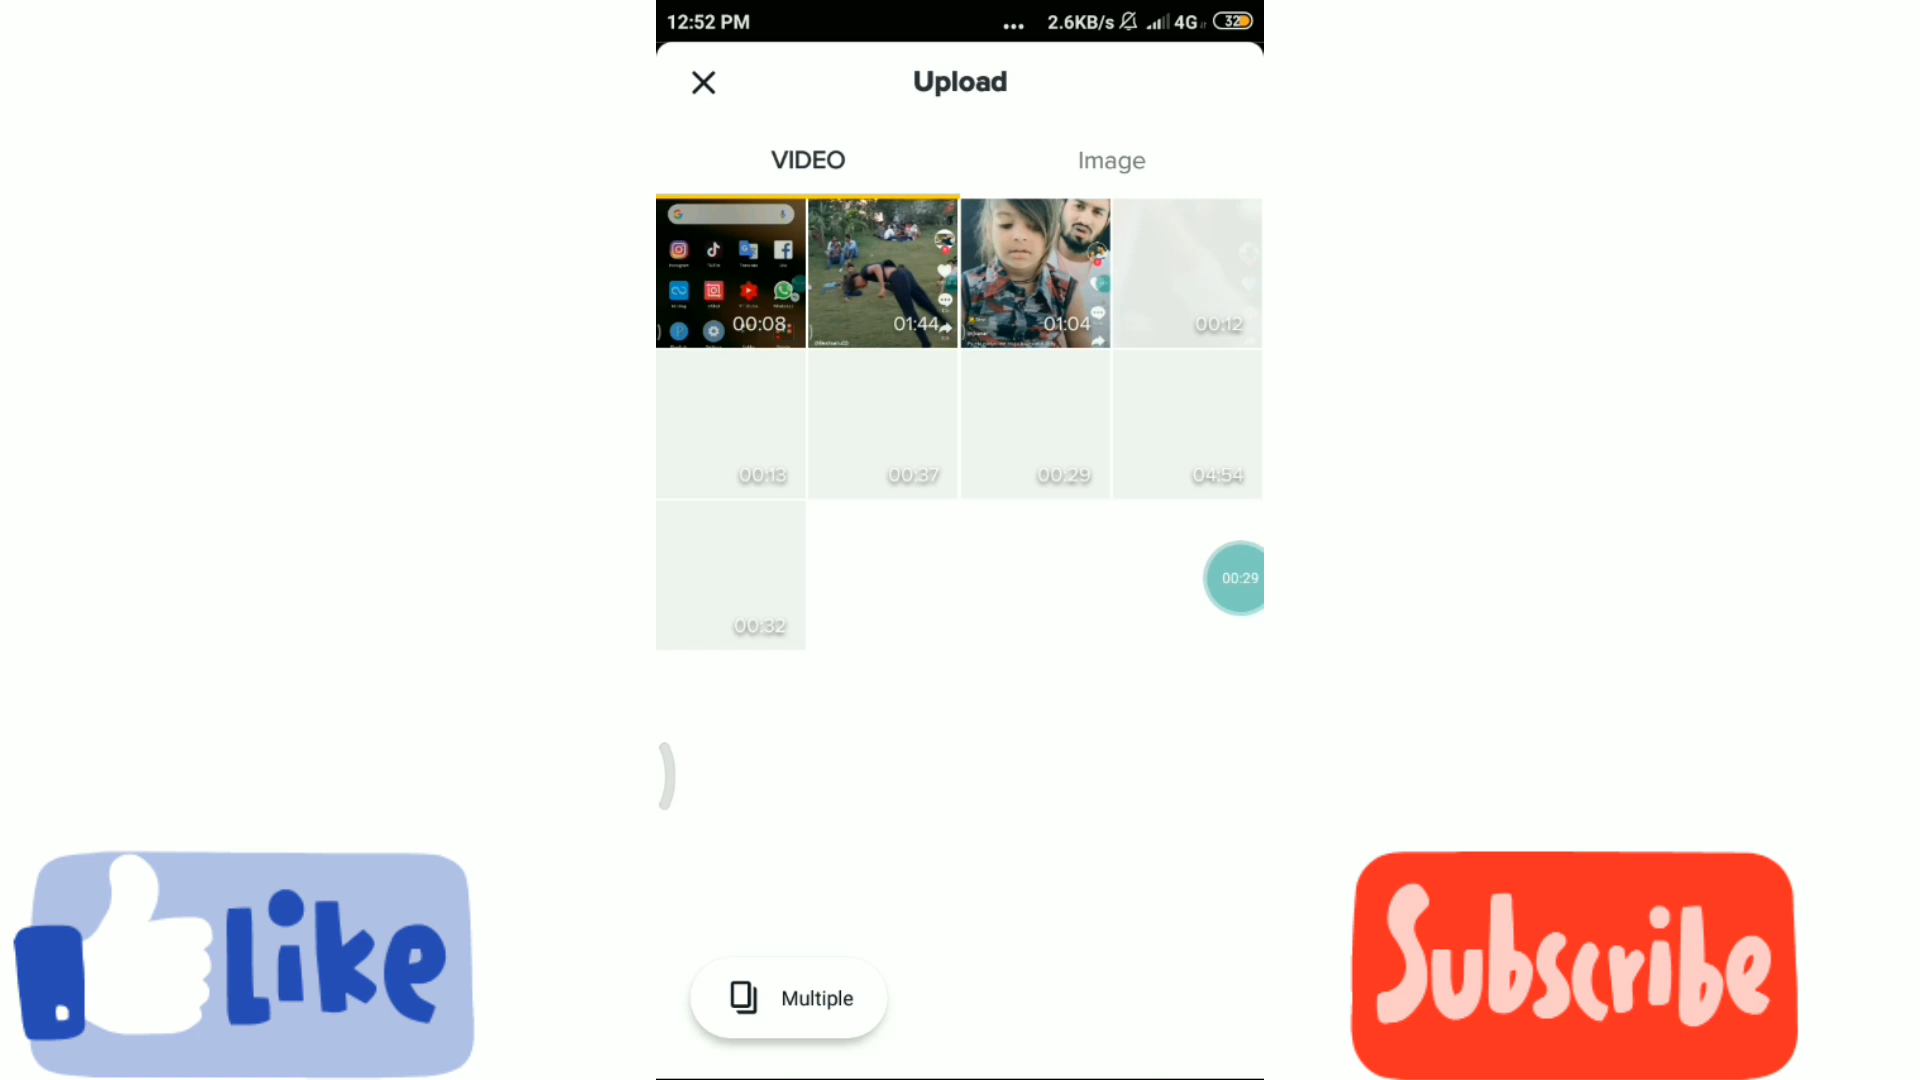 12:52 PM ... 2.6KB/s 4G 32
Upload
VIDEO Image
00:08 01:44 01:04 00:12
00:13 00:37 00:29 04:54
00:29
00:32
Like
Subscribe
Multiple